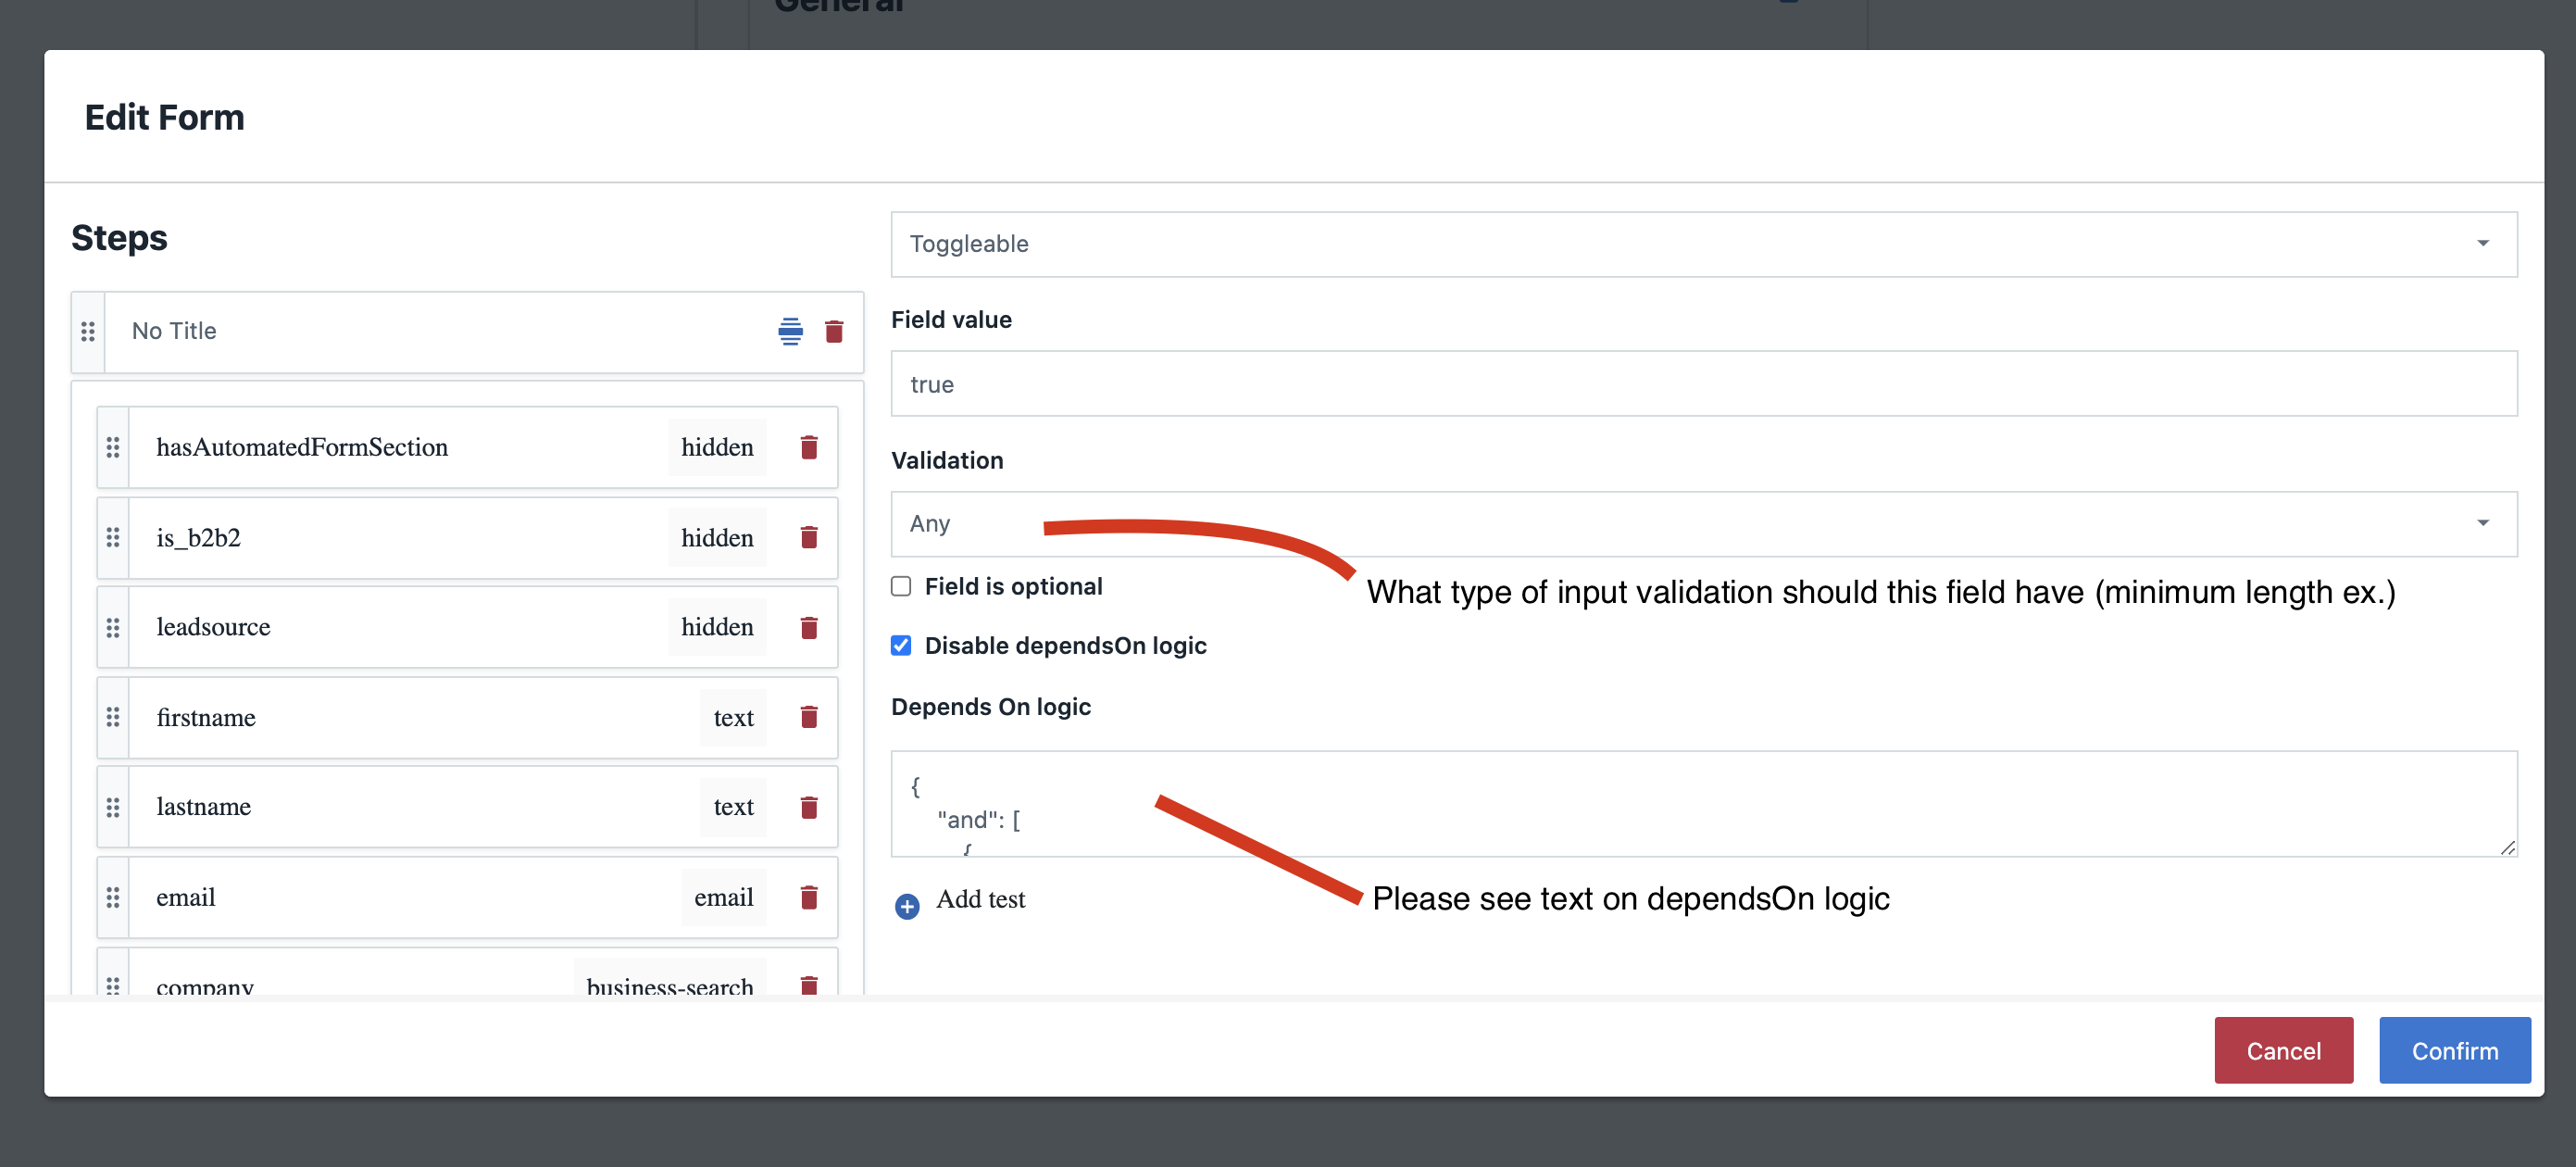 General
Edit Form
Steps
No Title
hasAutomatedFormSection hidden
is_b2b2 hidden
leadsource hidden
firstname text
lastname text
email email
company business-search
Toggleable
Field value
true
Validation
Any
Field is optional
What type of input validation should this field have (minimum length ex.)
Disable dependsOn logic
Depends On logic
{
"and": [
{
Please see text on dependsOn logic
Add test
Cancel Confirm